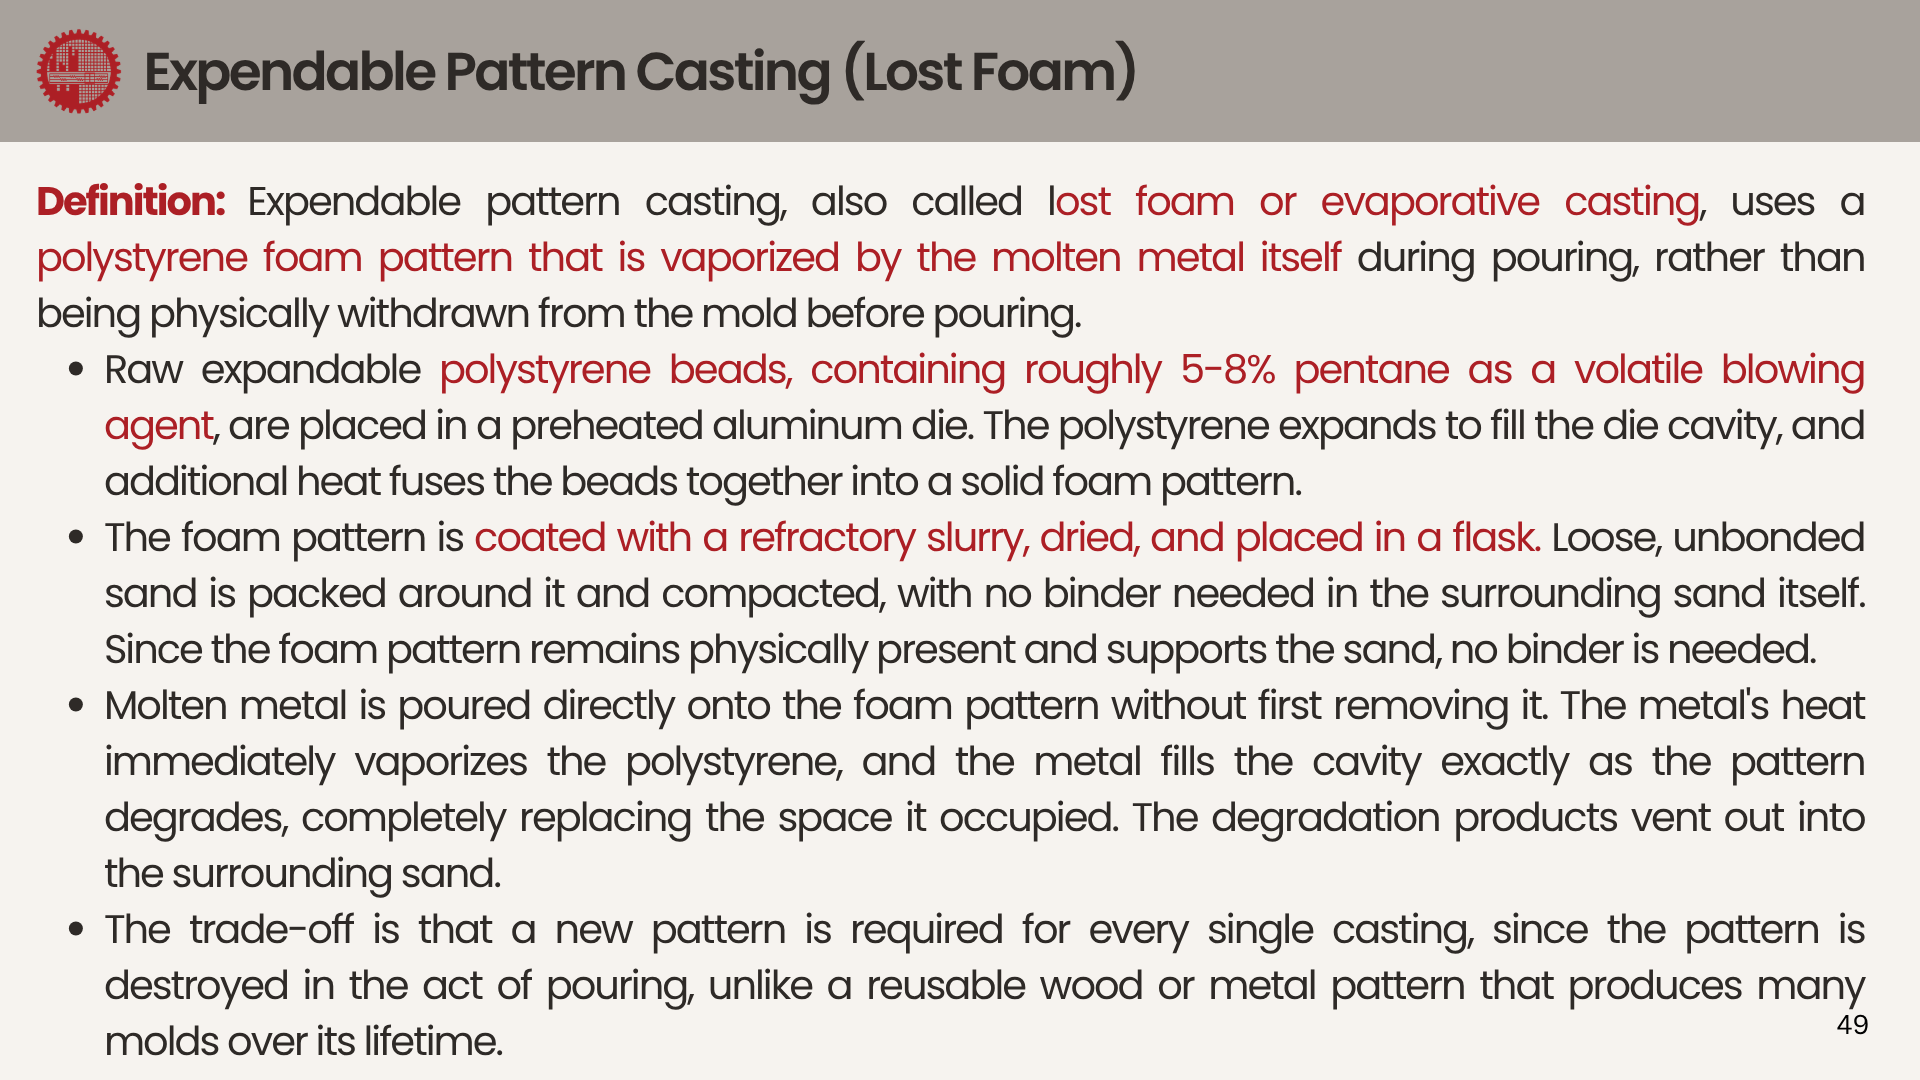 Expendable Pattern Casting (Lost Foam)
Definition: Expendable pattern casting, also called lost foam or evaporative casting, uses a
polystyrene foam pattern that is vaporized by the molten metal itself during pouring, rather than
being physically withdrawn from the mold before pouring.
• Raw expandable polystyrene beads, containing roughly 5-8% pentane as a volatile blowing
agent, are placed in a preheated aluminum die. The polystyrene expands to fill the die cavity, and
additional heat fuses the beads together into a solid foam pattern.
• The foam pattern is coated with a refractory slurry, dried, and placed in a flask. Loose, unbonded
sand is packed around it and compacted, with no binder needed in the surrounding sand itself.
Since the foam pattern remains physically present and supports the sand, no binder is needed.
• Molten metal is poured directly onto the foam pattern without first removing it. The metal's heat
immediately vaporizes the polystyrene, and the metal fills the cavity exactly as the pattern
degrades, completely replacing the space it occupied. The degradation products vent out into
the surrounding sand.
• The trade-off is that a new pattern is required for every single casting, since the pattern is
destroyed in the act of pouring, unlike a reusable wood or metal pattern that produces many
molds over its lifetime.
49